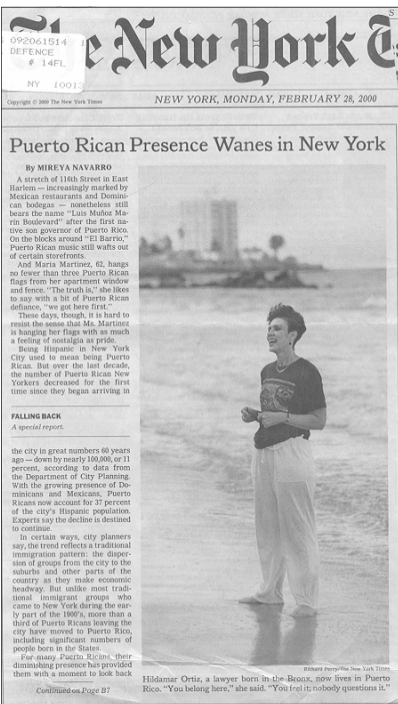 The New York T
S
092061514
DEFENCE
# 14FL
NY 10013
Copyright © 2000 The New York Times
NEW YORK, MONDAY, FEBRUARY 28, 2000
Puerto Rican Presence Wanes in New York
By MIREYA NAVARRO
A stretch of 116th Street in East
Harlem — increasingly marked by
Mexican restaurants and Domini-
can bodegas — nonetheless still
bears the name "Luis Muñoz Ma-
rin Boulevard" after the first na-
tive son governor of Puerto Rico.
On the blocks around "El Barrio,"
Puerto Rican music still wafts out
of certain storefronts.
And Maria Martinez, 62, hangs
no fewer than three Puerto Rican
flags from her apartment window
and fence. "The truth is," she likes
to say with a bit of Puerto Rican
defiance, "we got here first."
These days, though, it is hard to
resist the sense that Ms. Martinez
is hanging her flags with as much
a feeling of nostalgia as pride.
Being Hispanic in New York
City used to mean being Puerto
Rican. But over the last decade,
the number of Puerto Rican New
Yorkers decreased for the first
time since they began arriving in
FALLING BACK
A special report.
the city in great numbers 60 years
ago — down by nearly 100,000, or 11
percent, according to data from
the Department of City Planning.
With the growing presence of Do-
minicans and Mexicans, Puerto
Ricans now account for 37 percent
of the city's Hispanic population.
Experts say the decline is destined
to continue.
In certain ways, city planners
say, the trend reflects a traditional
immigration pattern: the disper-
sion of groups from the city to the
suburbs and other parts of the
country as they make economic
headway. But unlike most tradi-
tional immigrant groups who
came to New York during the ear-
ly part of the 1900's, more than a
third of Puerto Ricans leaving the
city have moved to Puerto Rico,
including significant numbers of
people born in the States.
For many Puerto Ricans, their
diminishing presence has provided
them with a moment to look back
Continued on Page B7
Richard Perry/The New York Times
Hildamar Ortiz, a lawyer born in the Bronx, now lives in Puerto
Rico. "You belong here," she said. "You feel it; nobody questions it."